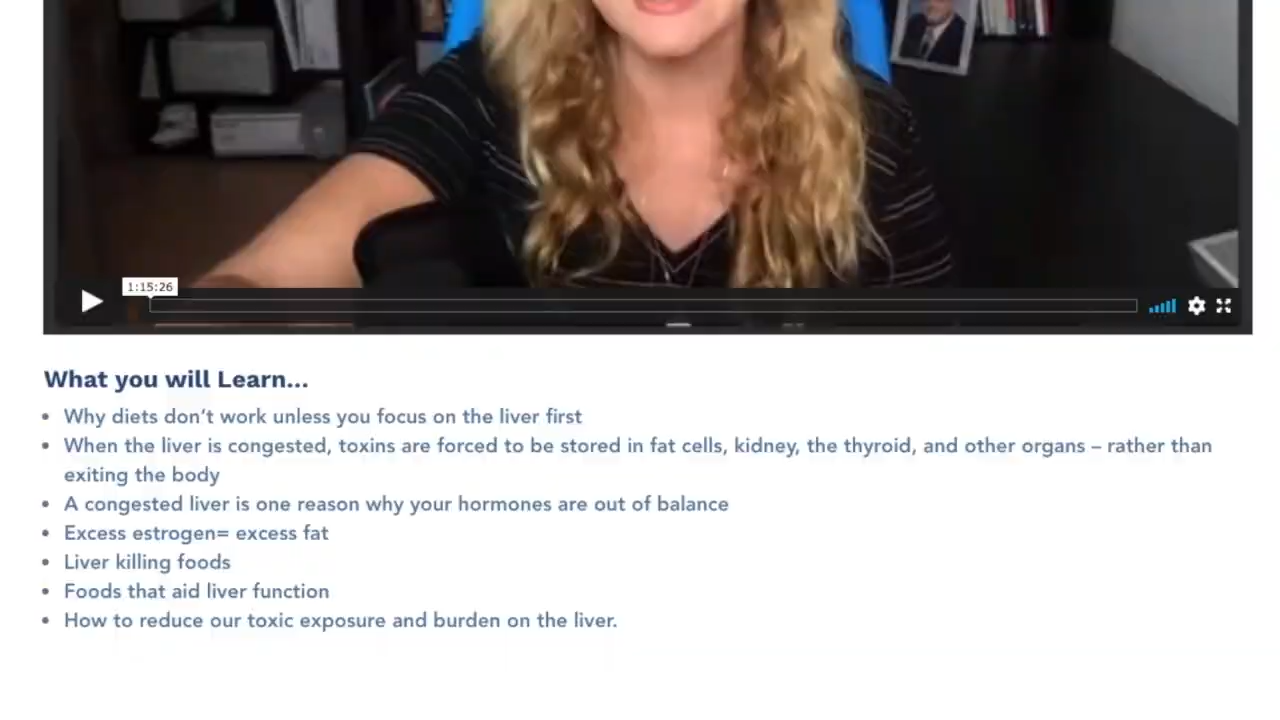 1:15:26
What you will Learn...
• Why diets don’t work unless you focus on the liver first
• When the liver is congested, toxins are forced to be stored in fat cells, kidney, the thyroid, and other organs – rather than
exiting the body
• A congested liver is one reason why your hormones are out of balance
• Excess estrogen= excess fat
• Liver killing foods
• Foods that aid liver function
• How to reduce our toxic exposure and burden on the liver.